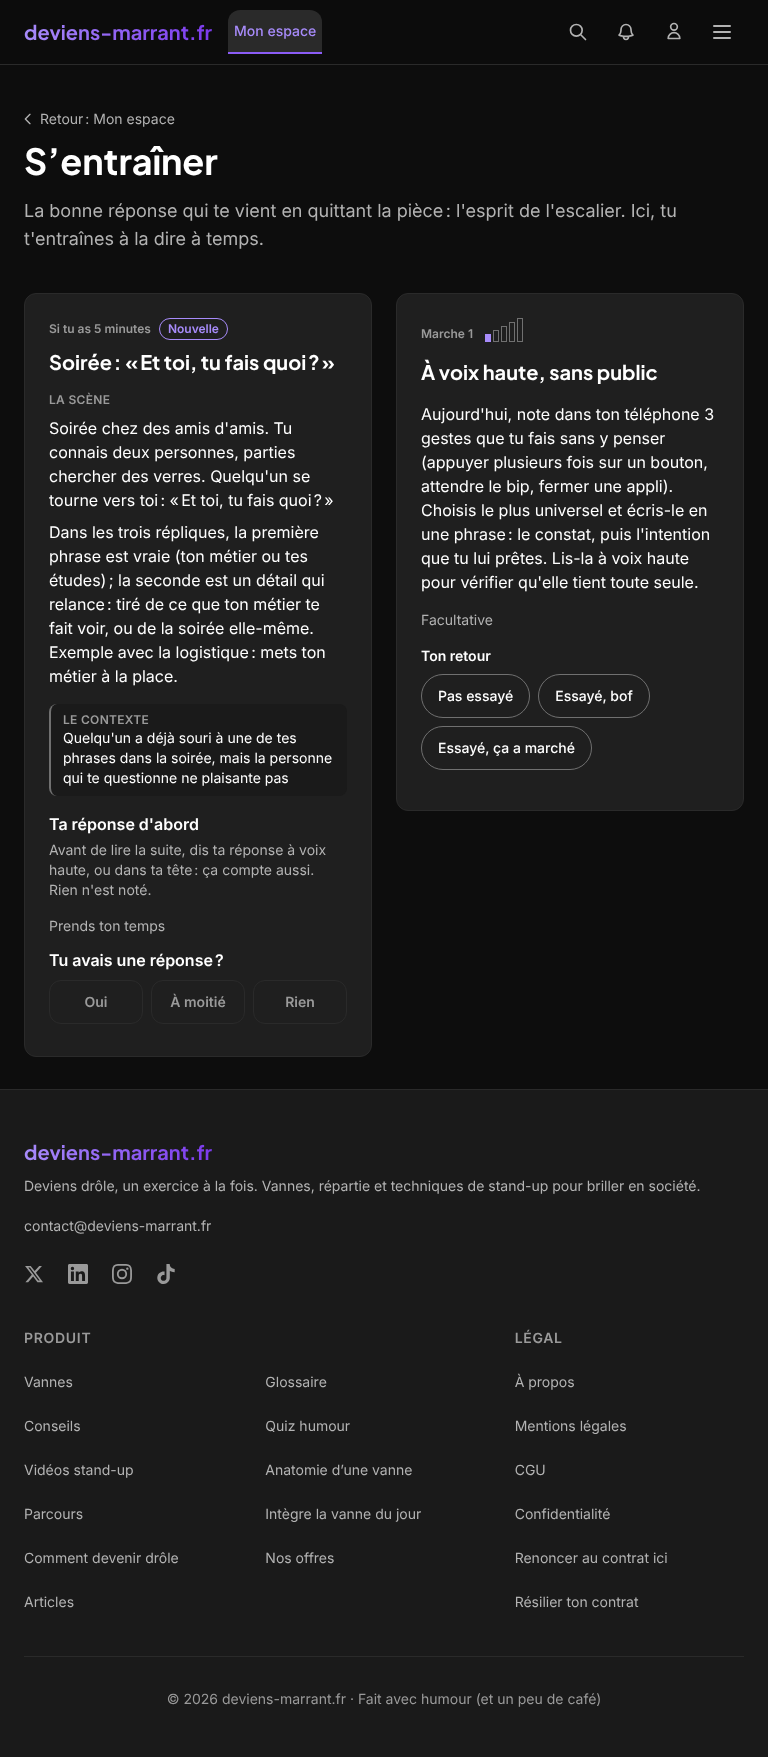 deviens-marrant.fr
Mon espace
Retour : Mon espace
S’entraîner
La bonne réponse qui te vient en quittant la pièce : l'esprit de l'escalier. Ici, tu
t'entraînes à la dire à temps.
Si tu as 5 minutes
Nouvelle
Soirée : « Et toi, tu fais quoi ? »
LA SCÈNE
Soirée chez des amis d'amis. Tu
connais deux personnes, parties
chercher des verres. Quelqu'un se
tourne vers toi : « Et toi, tu fais quoi ? »
Dans les trois répliques, la première
phrase est vraie (ton métier ou tes
études) ; la seconde est un détail qui
relance : tiré de ce que ton métier te
fait voir, ou de la soirée elle-même.
Exemple avec la logistique : mets ton
métier à la place.
LE CONTEXTE
Quelqu'un a déjà souri à une de tes
phrases dans la soirée, mais la personne
qui te questionne ne plaisante pas
Ta réponse d'abord
Avant de lire la suite, dis ta réponse à voix
haute, ou dans ta tête : ça compte aussi.
Rien n'est noté.
Prends ton temps
Tu avais une réponse ?
Oui
À moitié
Rien
Marche 1
À voix haute, sans public
Aujourd'hui, note dans ton téléphone 3
gestes que tu fais sans y penser
(appuyer plusieurs fois sur un bouton,
attendre le bip, fermer une appli).
Choisis le plus universel et écris-le en
une phrase : le constat, puis l'intention
que tu lui prêtes. Lis-la à voix haute
pour vérifier qu'elle tient toute seule.
Facultative
Ton retour
Pas essayé
Essayé, bof
Essayé, ça a marché
deviens-marrant.fr
Deviens drôle, un exercice à la fois. Vannes, répartie et techniques de stand-up pour briller en société.
contact@deviens-marrant.fr
PRODUIT
Vannes
Conseils
Vidéos stand-up
Parcours
Comment devenir drôle
Articles
Glossaire
Quiz humour
Anatomie d’une vanne
Intègre la vanne du jour
Nos offres
LÉGAL
À propos
Mentions légales
CGU
Confidentialité
Renoncer au contrat ici
Résilier ton contrat
© 2026 deviens-marrant.fr · Fait avec humour (et un peu de café)